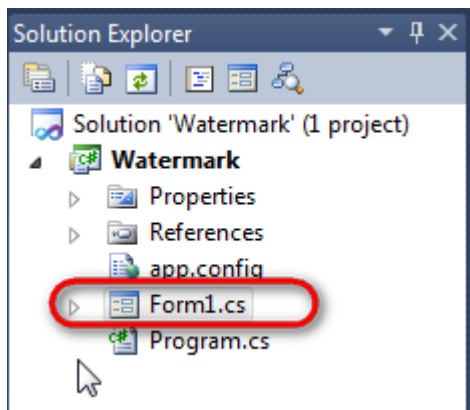 Solution Explorer
Solution 'Watermark' (1 project)
Watermark
Properties
References
app.config
Form1.cs
Program.cs